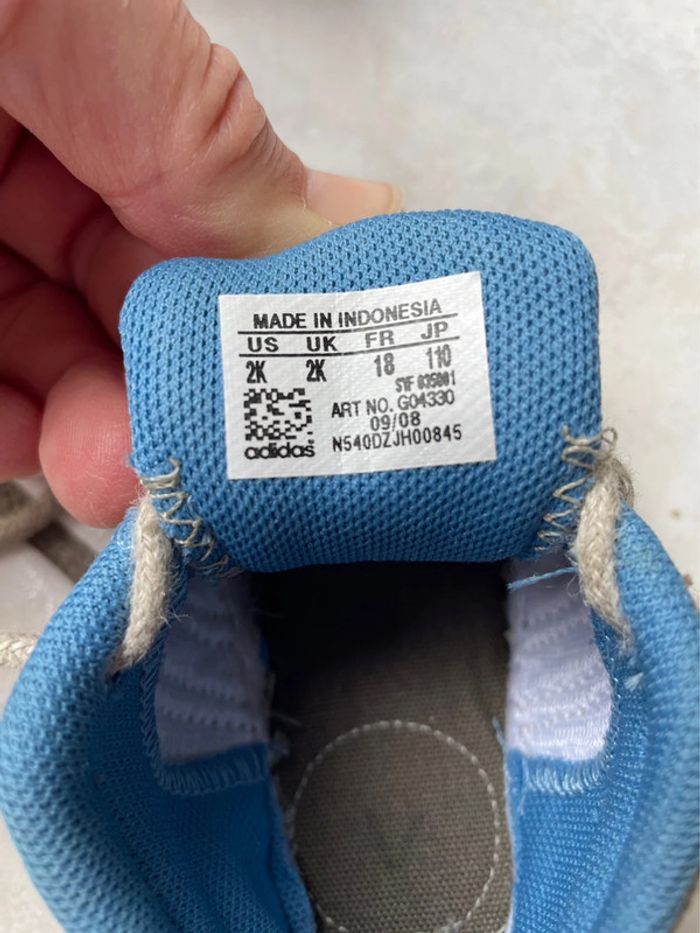 MADE IN INDONESIA
US UK FR JP
2K 2K 18 110
SYF 035001
ART NO. G04330
09/08
adidas N540DZJH00845